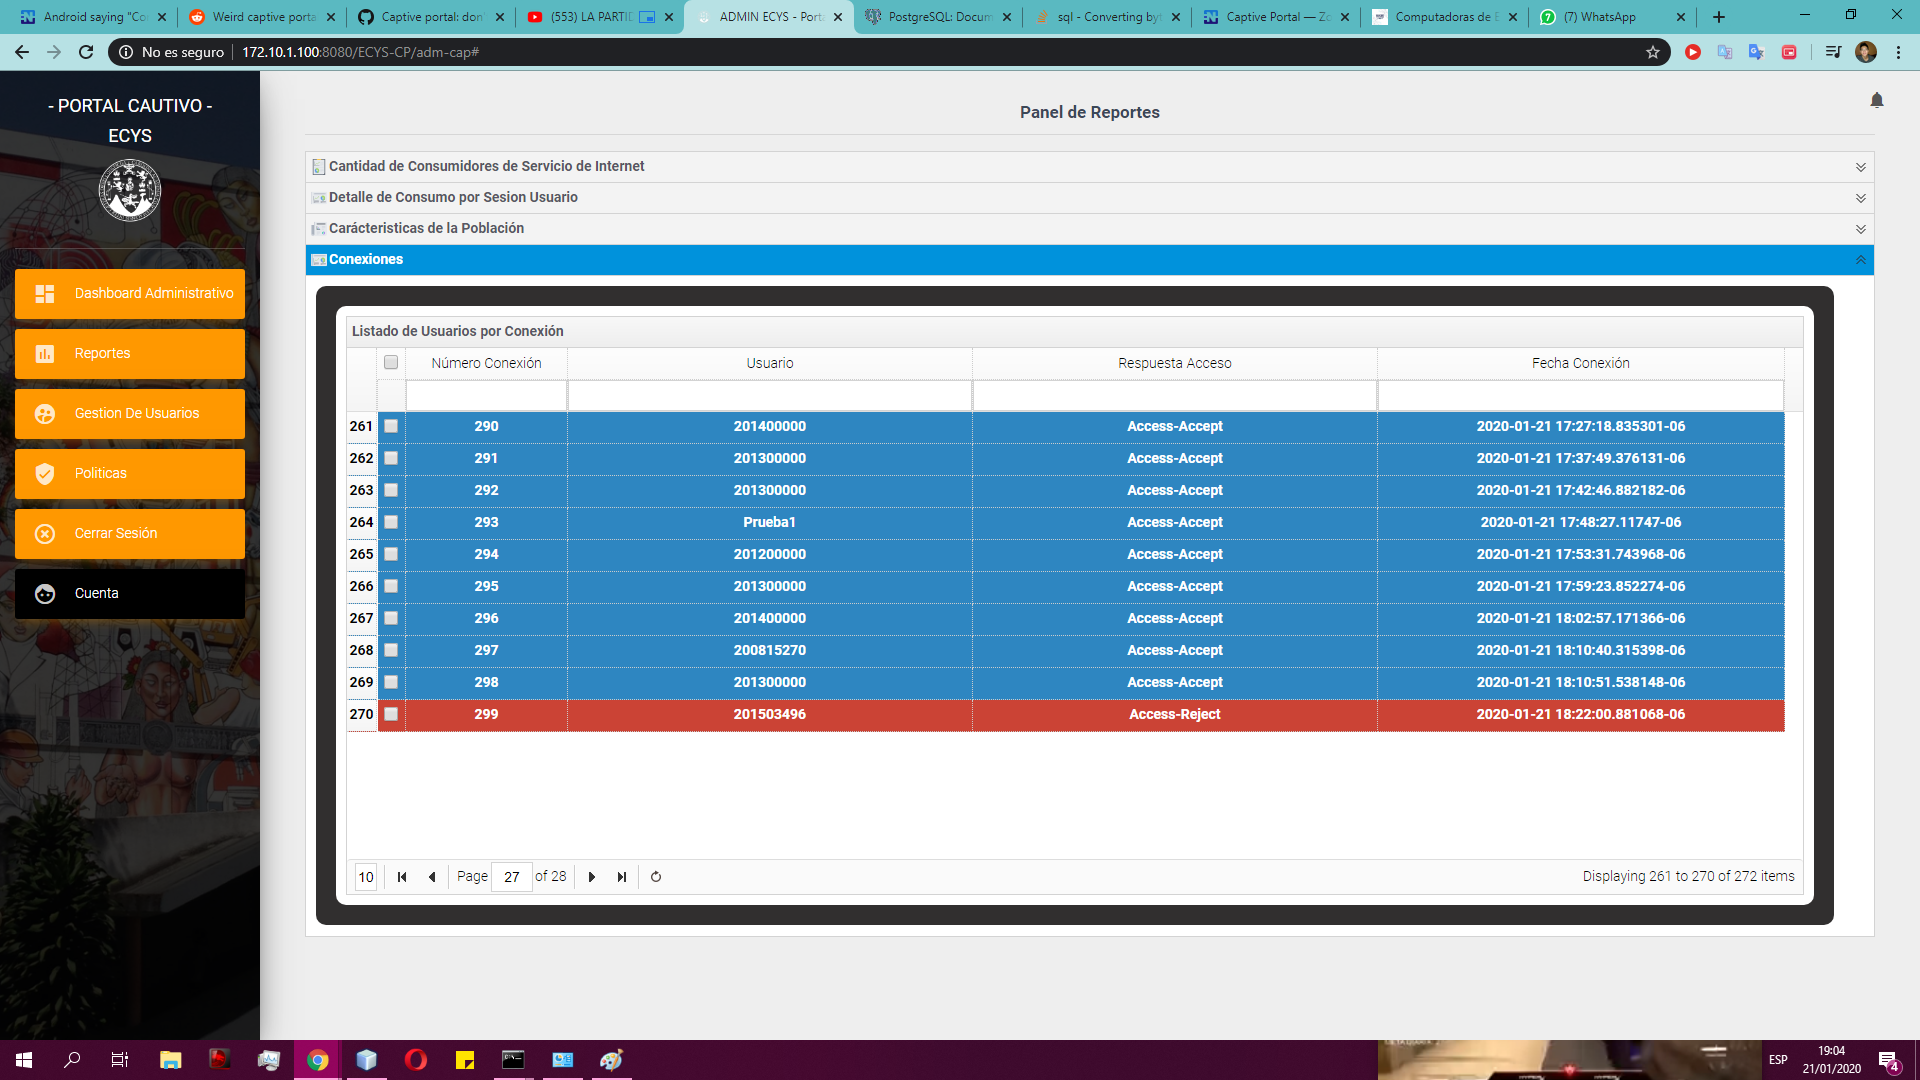 Android saying "Co
Weird captive porta
Captive portal: don'
(553) LA PARTID
ADMIN ECYS - Port
PostgreSQL: Docum
sql - Converting byt
Captive Portal — Zo
Computadoras de E
(7) WhatsApp
No es seguro
172.10.1.100:8080/ECYS-CP/adm-cap#
- PORTAL CAUTIVO -
ECYS
Dashboard Administrativo
Reportes
Gestion De Usuarios
Politicas
Cerrar Sesión
Cuenta
Panel de Reportes
Cantidad de Consumidores de Servicio de Internet
Detalle de Consumo por Sesion Usuario
Carácteristicas de la Población
Conexiones
Listado de Usuarios por Conexión
Número Conexión Usuario Respuesta Acceso Fecha Conexión
261 290 201400000 Access-Accept 2020-01-21 17:27:18.835301-06
262 291 201300000 Access-Accept 2020-01-21 17:37:49.376131-06
263 292 201300000 Access-Accept 2020-01-21 17:42:46.882182-06
264 293 Prueba1 Access-Accept 2020-01-21 17:48:27.11747-06
265 294 201200000 Access-Accept 2020-01-21 17:53:31.743968-06
266 295 201300000 Access-Accept 2020-01-21 17:59:23.852274-06
267 296 201400000 Access-Accept 2020-01-21 18:02:57.171366-06
268 297 200815270 Access-Accept 2020-01-21 18:10:40.315398-06
269 298 201300000 Access-Accept 2020-01-21 18:10:51.538148-06
270 299 201503496 Access-Reject 2020-01-21 18:22:00.881068-06
10 Page 27 of 28 Displaying 261 to 270 of 272 items
ESP
19:04
21/01/2020
4